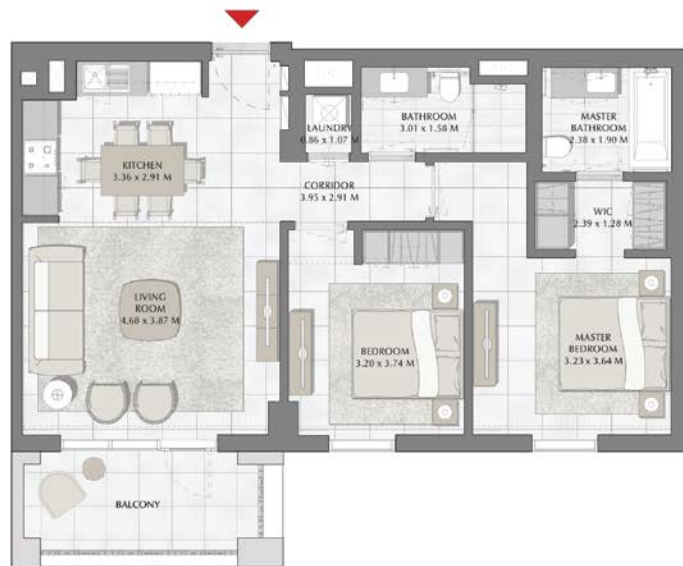 KITCHEN
3.36 x 2.91 M
LAUNDRY
0.86 x 1.07 M
BATHROOM
3.01 x 1.58 M
MASTER
BATHROOM
2.38 x 1.90 M
CORRIDOR
3.95 x 2.91 M
WIC
2.39 x 1.28 M
LIVING
ROOM
4.68 x 3.87 M
BEDROOM
3.20 x 3.74 M
MASTER
BEDROOM
3.23 x 3.64 M
BALCONY